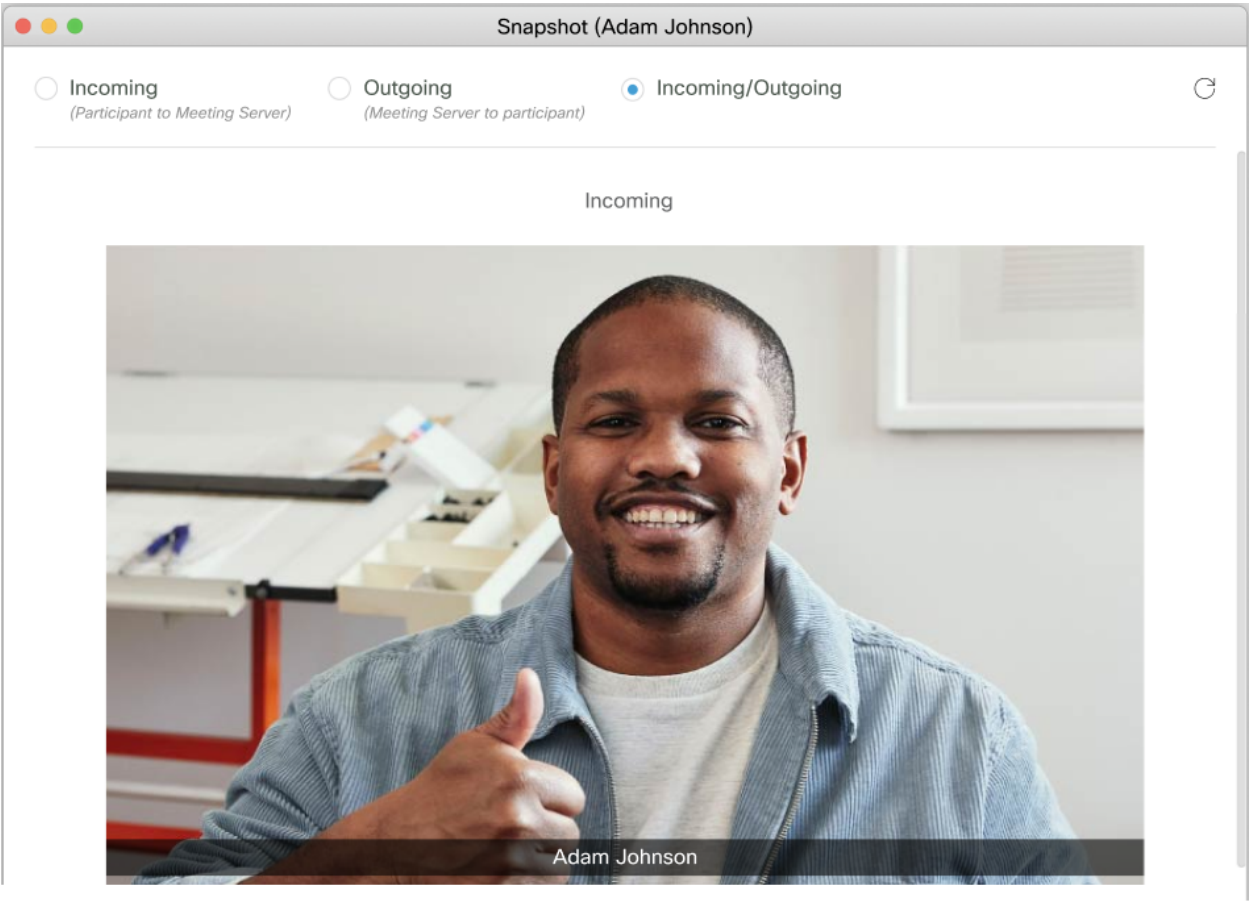 Snapshot (Adam Johnson)
Incoming Outgoing Incoming/Outgoing
(Participant to Meeting Server) (Meeting Server to participant)
Incoming
Adam Johnson